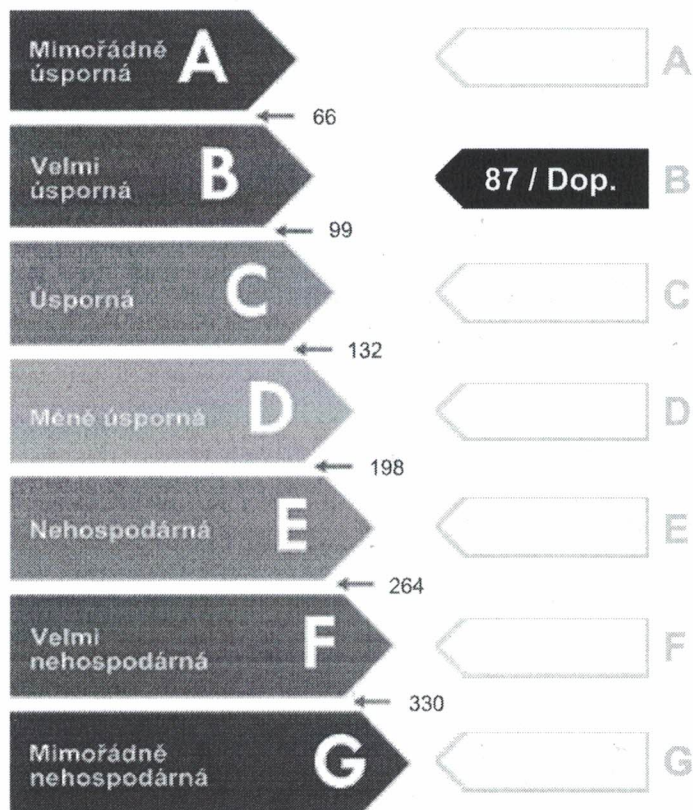 Mimořádně
úsporná
A
A
66
Velmi
úsporná
B
87 / Dop.
B
99
Úsporná
C
C
132
Méně úsporná
D
D
198
Nehospodárná
E
E
264
Velmi
nehospodárná
F
F
330
Mimořádně
nehospodárná
G
G